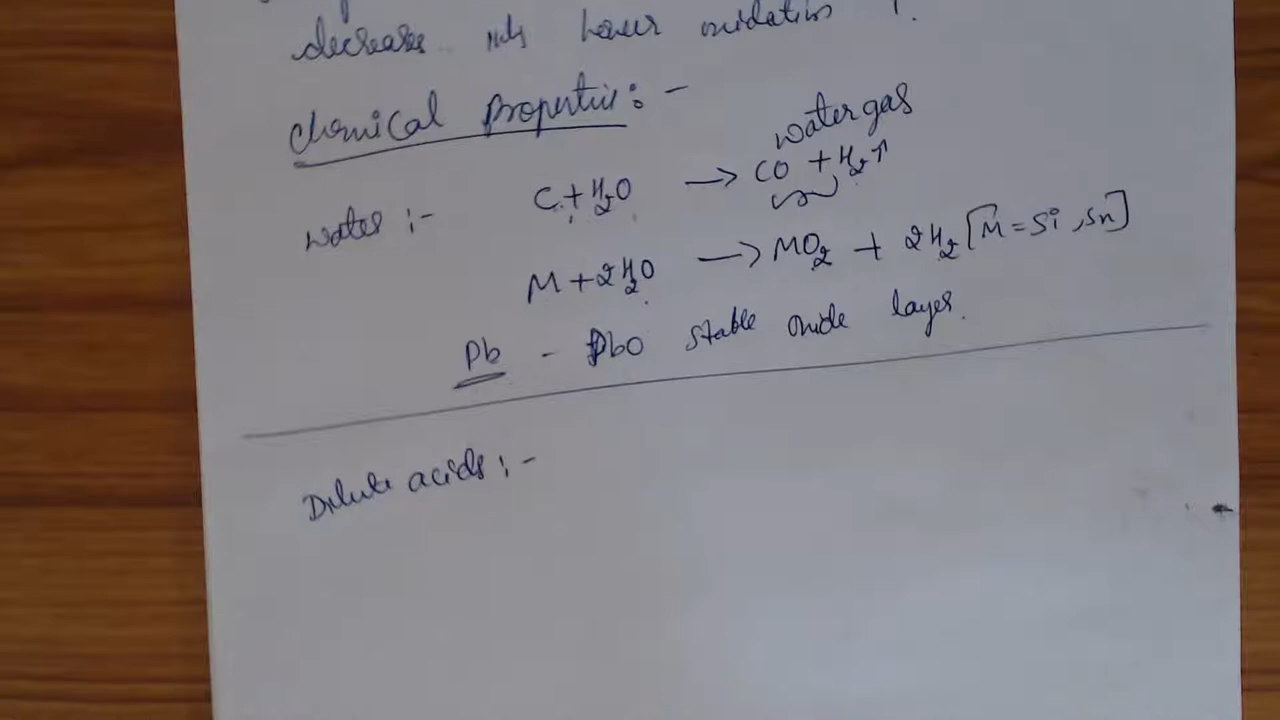 decreases its lower oxidation
Chemical Properties:-
water gas
water :- C + H₂O → CO + H₂↑
M + 2H₂O → MO₂ + 2H₂ [M = Si, Sn]
Pb - PbO stable oxide layer.
Dilute acids :-